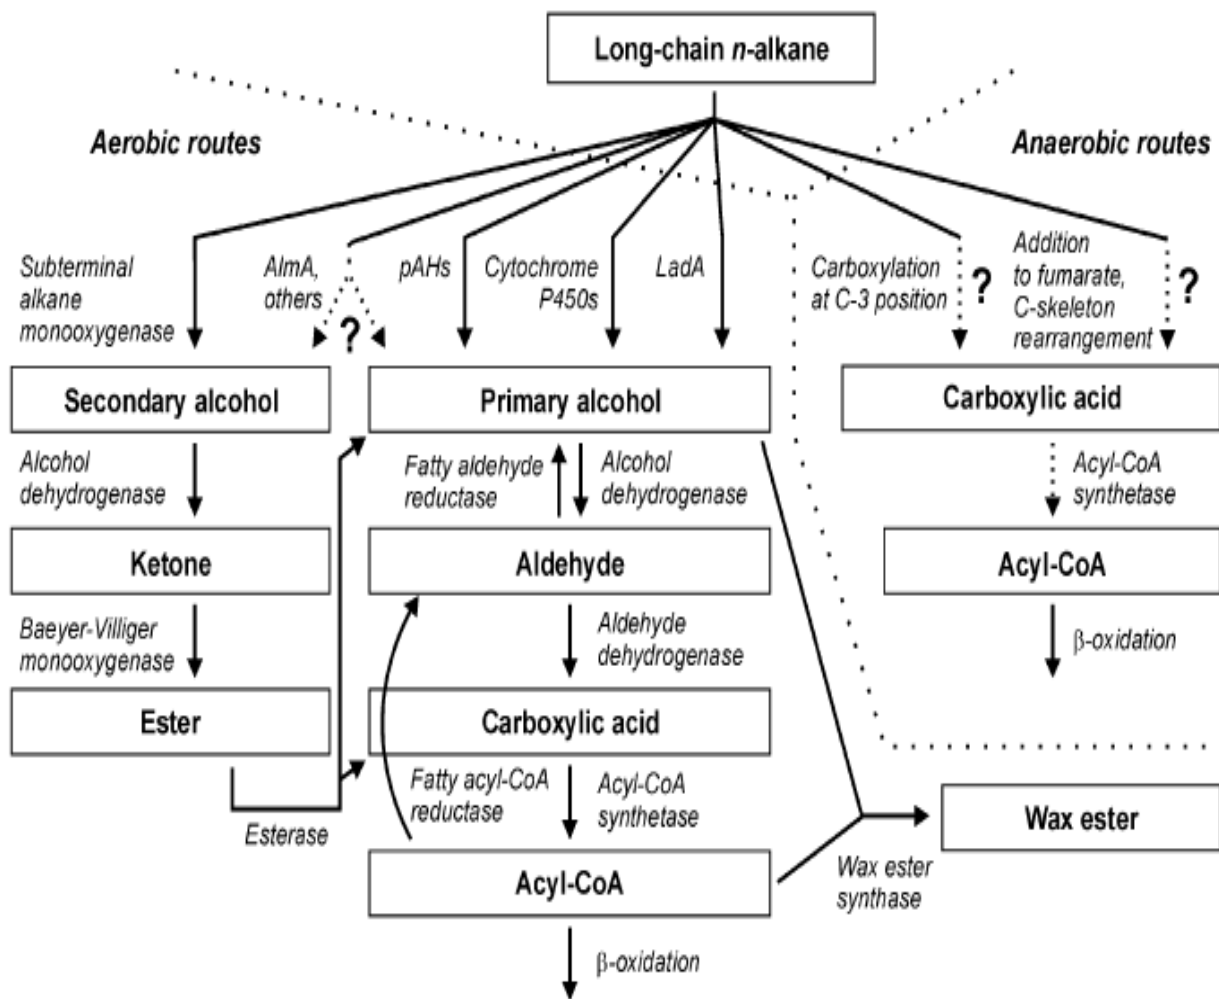 Long-chain n-alkane
Aerobic routes
Anaerobic routes
Subterminal
alkane
monooxygenase
AlmA,
others
?
pAHs
Cytochrome
P450s
LadA
Carboxylation
at C-3 position
?
Addition
to fumarate,
C-skeleton
rearrangement
?
Secondary alcohol
Primary alcohol
Carboxylic acid
Alcohol
dehydrogenase
Fatty aldehyde
reductase
Alcohol
dehydrogenase
Acyl-CoA
synthetase
Ketone
Aldehyde
Acyl-CoA
Baeyer-Villiger
monooxygenase
Aldehyde
dehydrogenase
β-oxidation
Ester
Carboxylic acid
Esterase
Fatty acyl-CoA
reductase
Acyl-CoA
synthetase
Wax ester
Acyl-CoA
Wax ester
synthase
β-oxidation